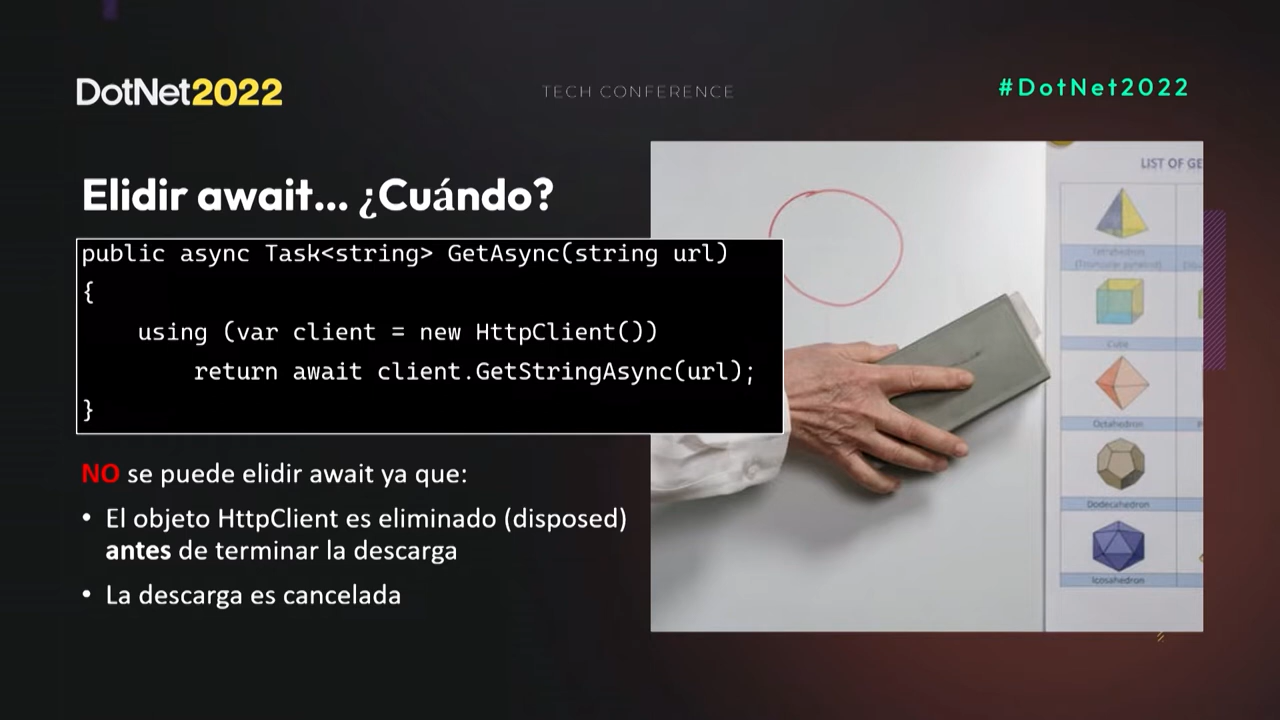 DotNet2022
TECH CONFERENCE
#DotNet2022
Elidir await... ¿Cuándo?
public async Task<string> GetAsync(string url)
{
    using (var client = new HttpClient())
        return await client.GetStringAsync(url);
}
NO se puede elidir await ya que:
• El objeto HttpClient es eliminado (disposed)
antes de terminar la descarga
• La descarga es cancelada
LIST OF GE
Tetrahedron
Cube
Octahedron
Dodecahedron
Icosahedron